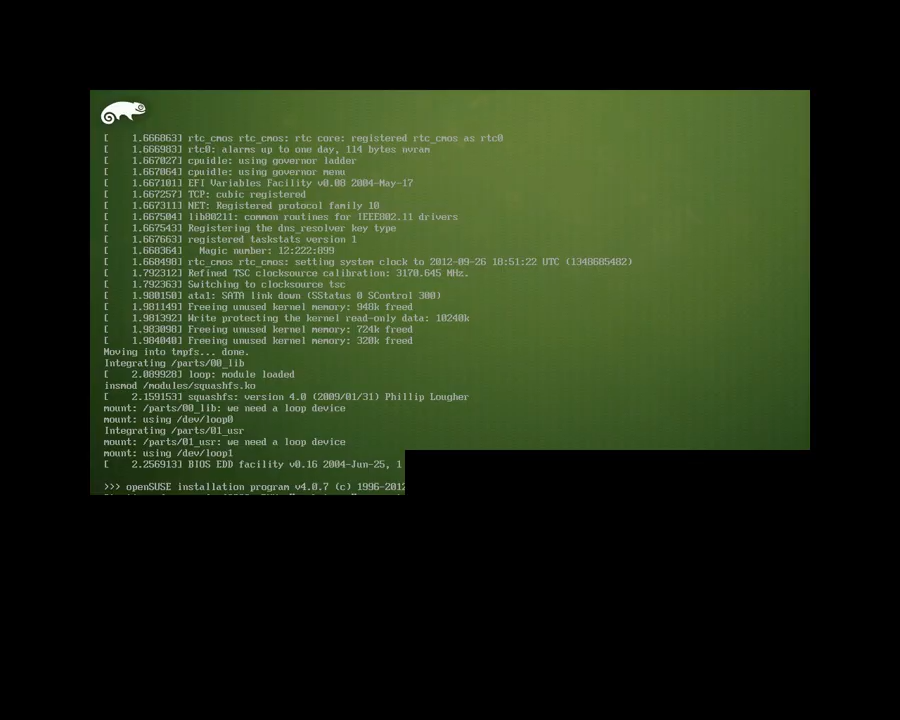 [    1.666863] rtc_cmos rtc_cmos: rtc core: registered rtc_cmos as rtc0
[    1.666983] rtc0: alarms up to one day, 114 bytes nvram
[    1.667027] cpuidle: using governor ladder
[    1.667064] cpuidle: using governor menu
[    1.667101] EFI Variables Facility v0.08 2004-May-17
[    1.667257] TCP: cubic registered
[    1.667311] NET: Registered protocol family 10
[    1.667504] lib80211: common routines for IEEE802.11 drivers
[    1.667543] Registering the dns_resolver key type
[    1.667663] registered taskstats version 1
[    1.668364]   Magic number: 12:222:899
[    1.668498] rtc_cmos rtc_cmos: setting system clock to 2012-09-26 18:51:22 UTC (1348685482)
[    1.792312] Refined TSC clocksource calibration: 3170.645 MHz.
[    1.792363] Switching to clocksource tsc
[    1.980150] ata1: SATA link down (SStatus 0 SControl 300)
[    1.981149] Freeing unused kernel memory: 948k freed
[    1.981392] Write protecting the kernel read-only data: 10240k
[    1.983098] Freeing unused kernel memory: 724k freed
[    1.984040] Freeing unused kernel memory: 320k freed
Moving into tmpfs... done.
Integrating /parts/00_lib
[    2.089928] loop: module loaded
insmod /modules/squashfs.ko
[    2.159153] squashfs: version 4.0 (2009/01/31) Phillip Lougher
mount: /parts/00_lib: we need a loop device
mount: using /dev/loop0
Integrating /parts/01_usr
mount: /parts/01_usr: we need a loop device
mount: using /dev/loop1
[    2.256913] BIOS EDD facility v0.16 2004-Jun-25, 1
>>> openSUSE installation program v4.0.7 (c) 1996-2012